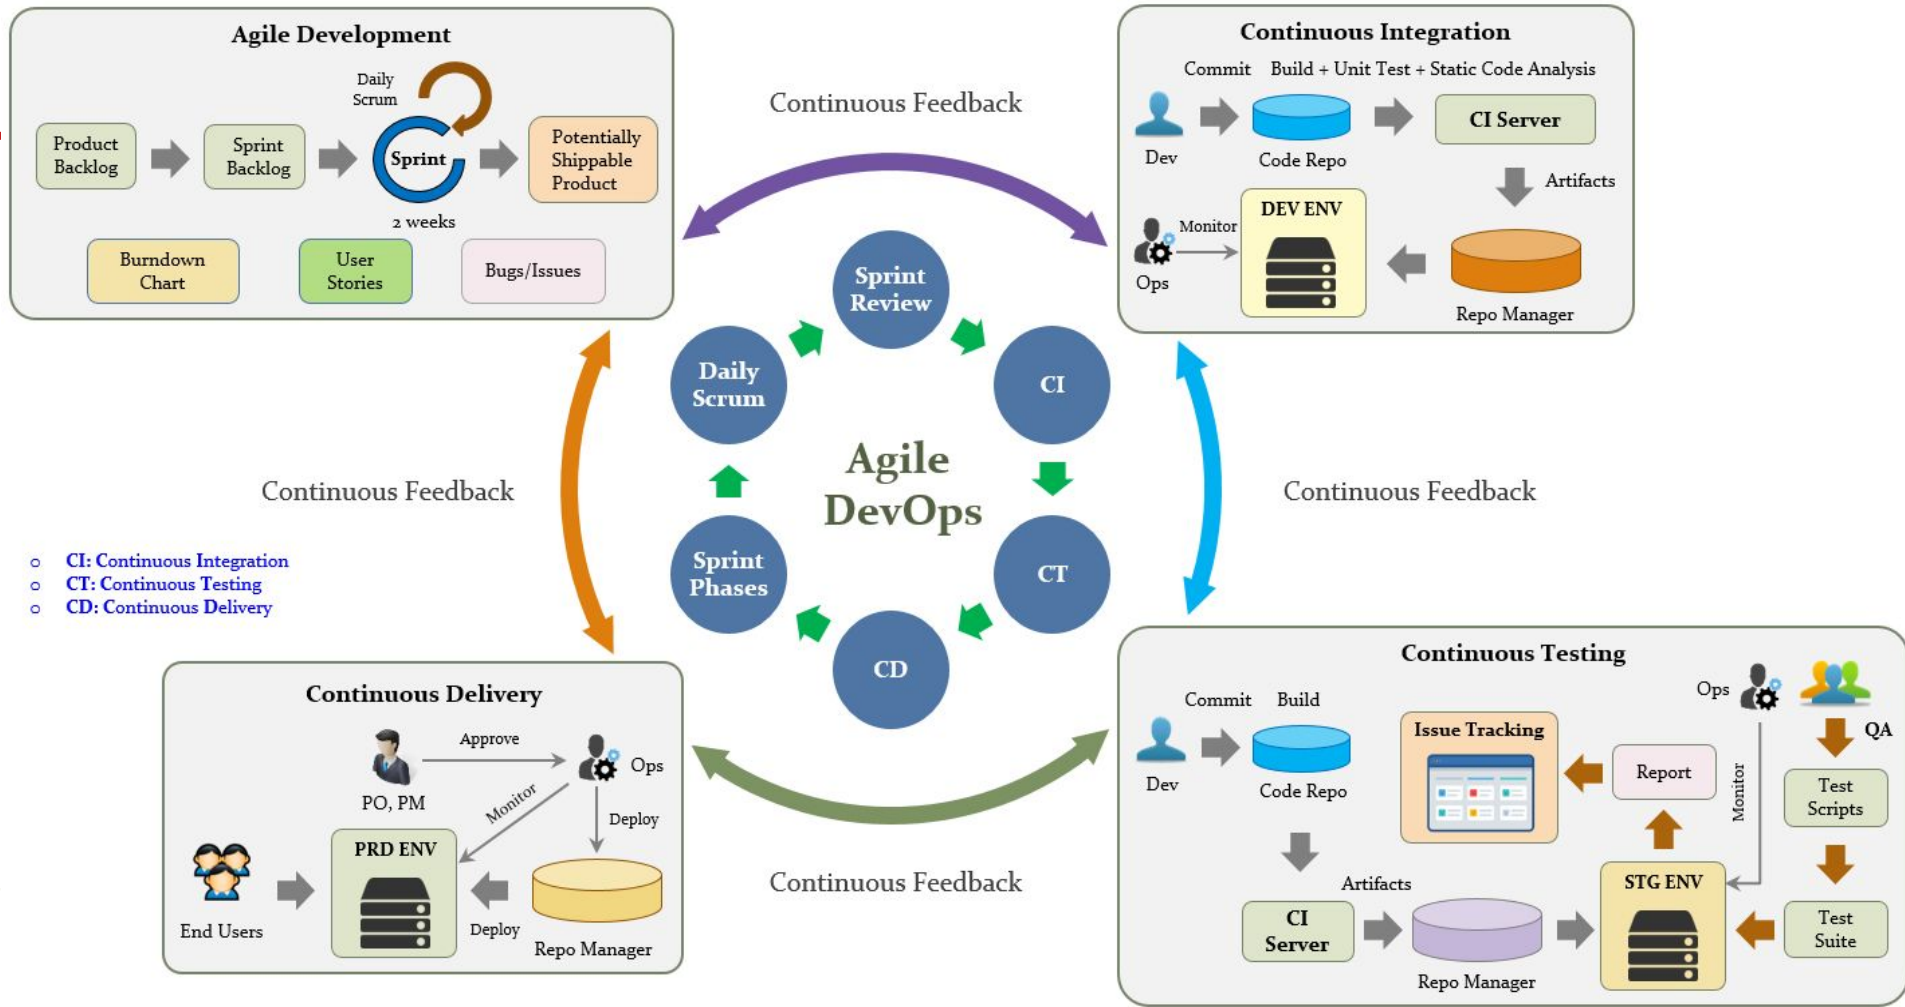 Agile Development
Daily
Scrum
Product
Backlog
Sprint
Backlog
Sprint
Potentially
Shippable
Product
2 weeks
Burndown
Chart
User
Stories
Bugs/Issues
Continuous Feedback
Continuous Integration
Commit
Build + Unit Test + Static Code Analysis
Dev
Code Repo
CI Server
Artifacts
DEV ENV
Monitor
Ops
Repo Manager
Sprint
Review
Daily
Scrum
CI
Agile
DevOps
Sprint
Phases
CT
CD
Continuous Feedback
Continuous Feedback
o CI: Continuous Integration
o CT: Continuous Testing
o CD: Continuous Delivery
Continuous Delivery
Approve
PO, PM
Ops
Monitor
Deploy
PRD ENV
End Users
Deploy
Repo Manager
Continuous Feedback
Continuous Testing
Commit
Build
Dev
Code Repo
Issue Tracking
Report
Ops
QA
Monitor
Test
Scripts
Artifacts
CI
Server
Repo Manager
STG ENV
Test
Suite